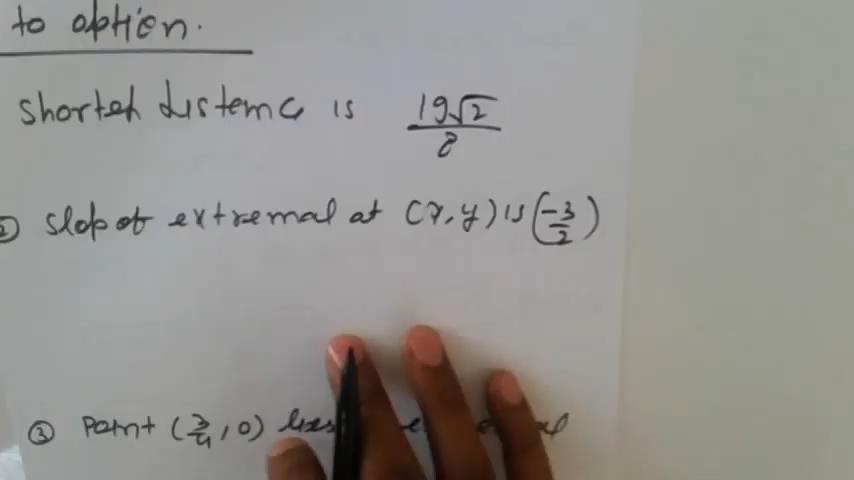 to option.
shortest distance is 19√2/8
② slop of extremal at (x,y) is (-3/2)
③ Point (3/4, 0) lies